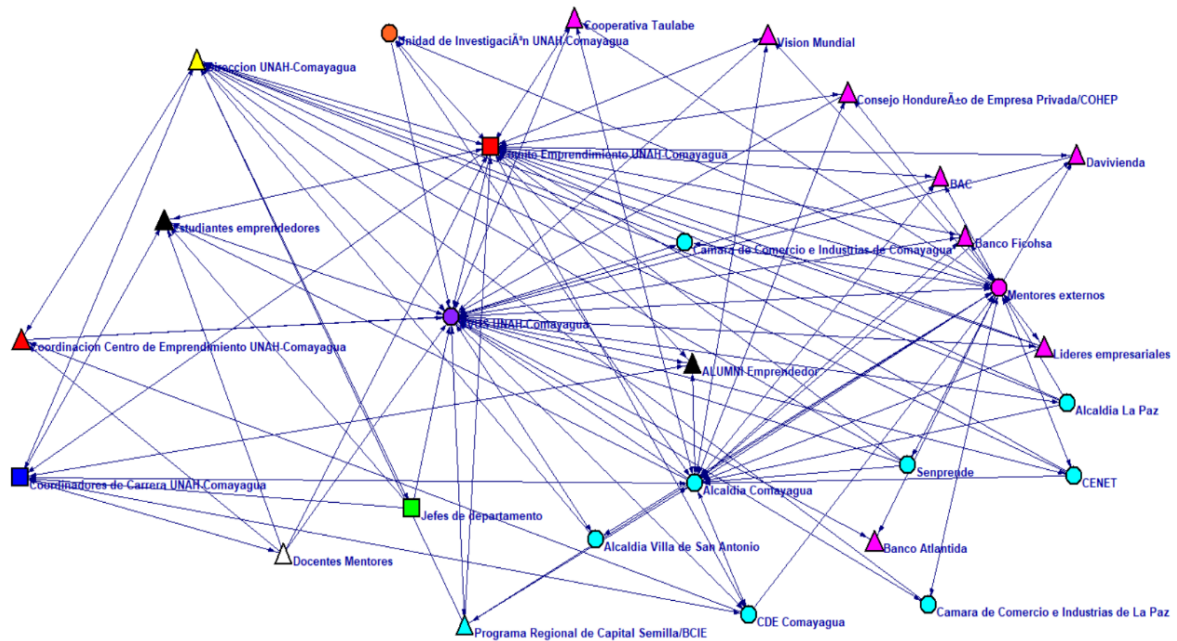 Cooperativa Taulabe
Unidad de InvestigaciÃ³n UNAH-Comayagua
Vision Mundial
Direccion UNAH-Comayagua
Consejo HondureÃ±o de Empresa Privada/COHEP
Comite Emprendimiento UNAH-Comayagua
Davivienda
BAC
Estudiantes emprendedores
Camara de Comercio e Industrias de Comayagua
Banco Ficohsa
Mentores externos
UNAH-Comayagua
Coordinacion Centro de Emprendimiento UNAH-Comayagua
Lideres empresariales
ALUMNI Emprendedor
Alcaldia La Paz
Senprende
CENET
Coordinadores de Carrera UNAH-Comayagua
Alcaldia Comayagua
Jefes de departamento
Alcaldia Villa de San Antonio
Banco Atlantida
Docentes Mentores
Camara de Comercio e Industrias de La Paz
CDE Comayagua
Programa Regional de Capital Semilla/BCIE